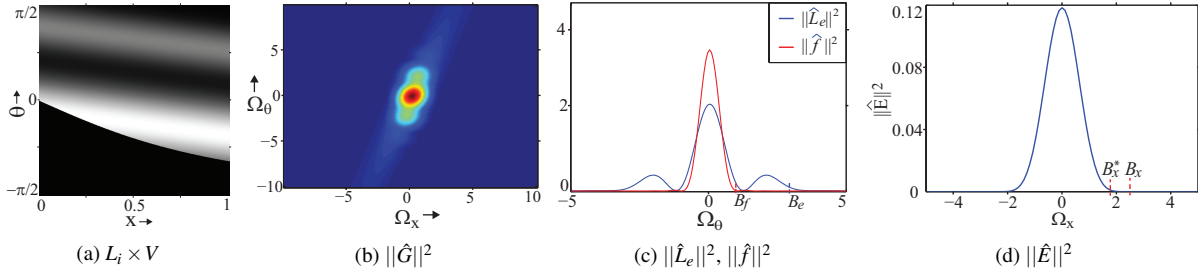 π/2
θ→
0
−π/2
0
0.5
1
x→
(a) L_i × V
10
5
Ω_θ→
0
−5
−10
−5
0
5
10
Ω_x→
(b) ||Ĝ||²
4
2
0
||L̂_e||²
||f̂||²
−5
0
B_f
B_e
5
Ω_θ
(c) ||L̂_e||², ||f̂||²
0.12
0.08
0.04
0
||Ê||²
B_x^*
B_x
−4
−2
0
2
4
Ω_x
(d) ||Ê||²